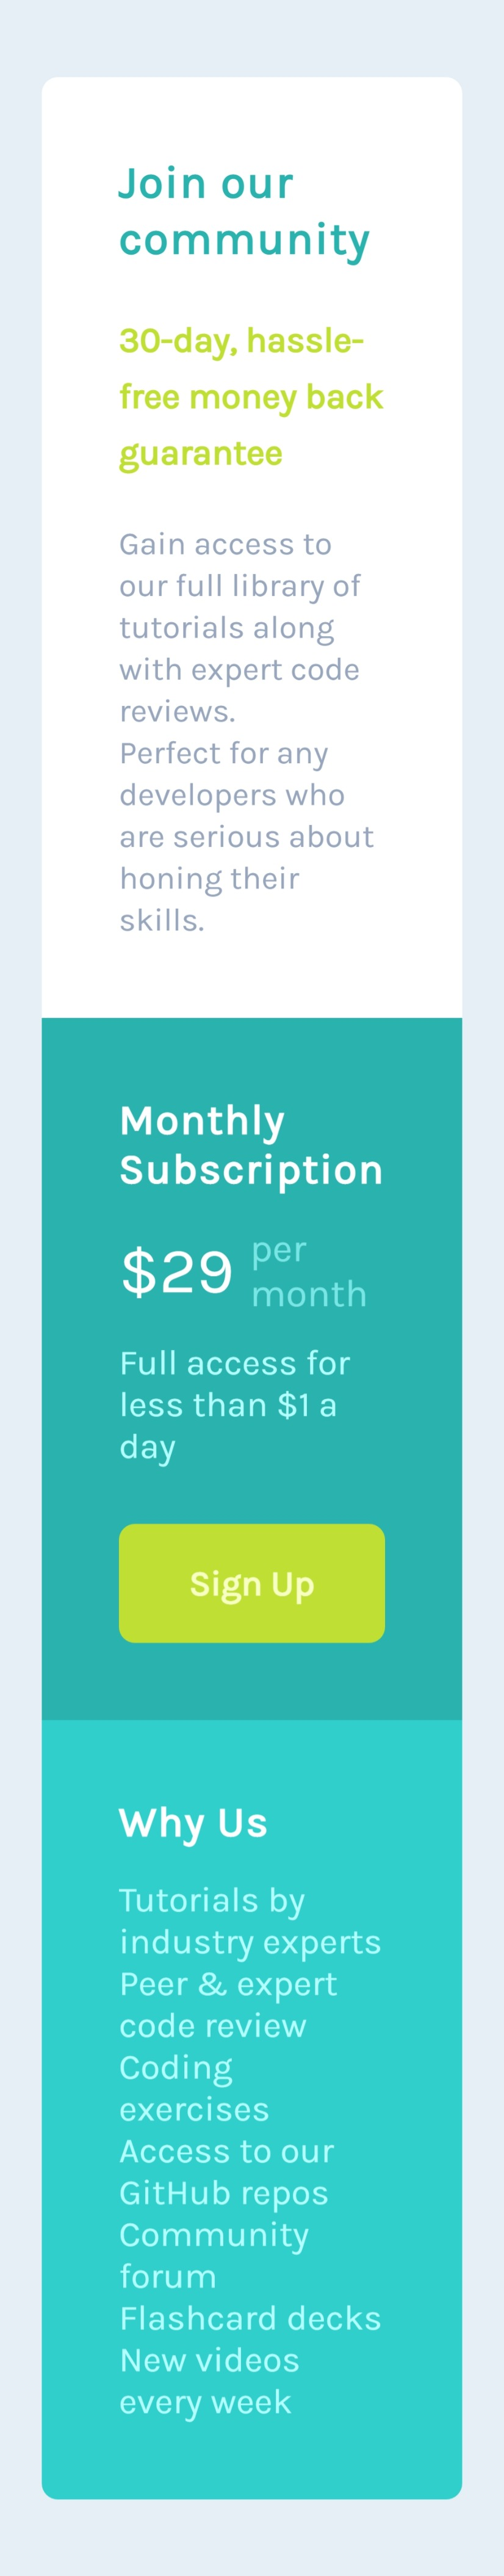 Join our
community
30-day, hassle-
free money back
guarantee
Gain access to
our full library of
tutorials along
with expert code
reviews.
Perfect for any
developers who
are serious about
honing their
skills.
Monthly
Subscription
$29 per
month
Full access for
less than $1 a
day
Sign Up
Why Us
Tutorials by
industry experts
Peer & expert
code review
Coding
exercises
Access to our
GitHub repos
Community
forum
Flashcard decks
New videos
every week